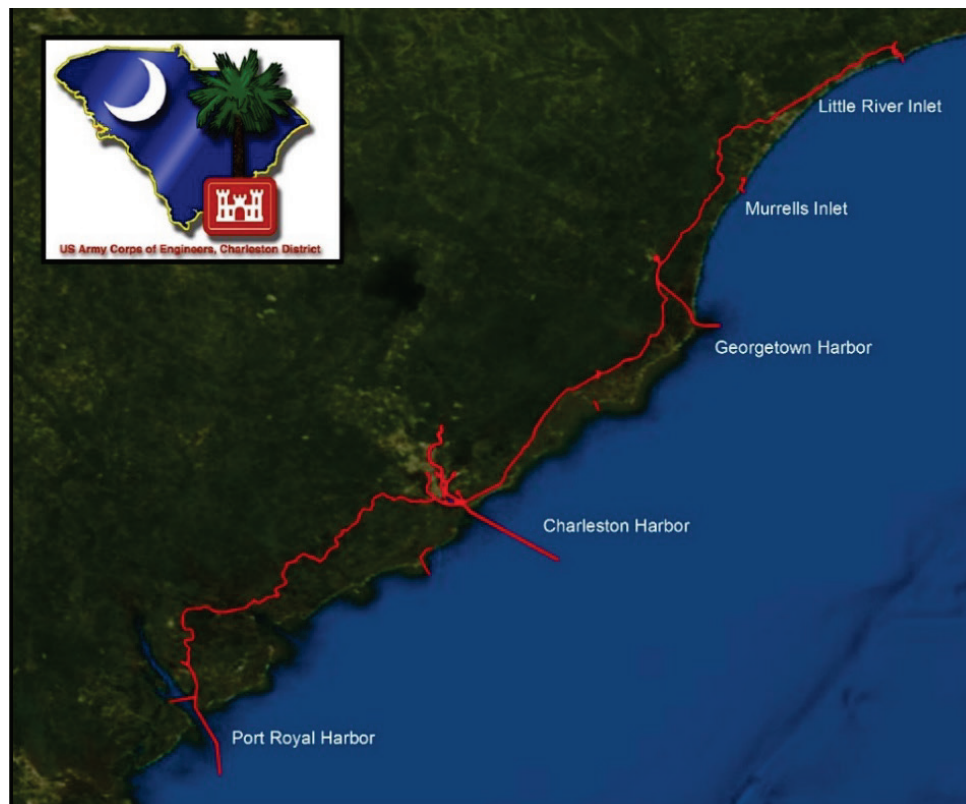 US Army Corps of Engineers, Charleston District
Little River Inlet
Murrells Inlet
Georgetown Harbor
Charleston Harbor
Port Royal Harbor